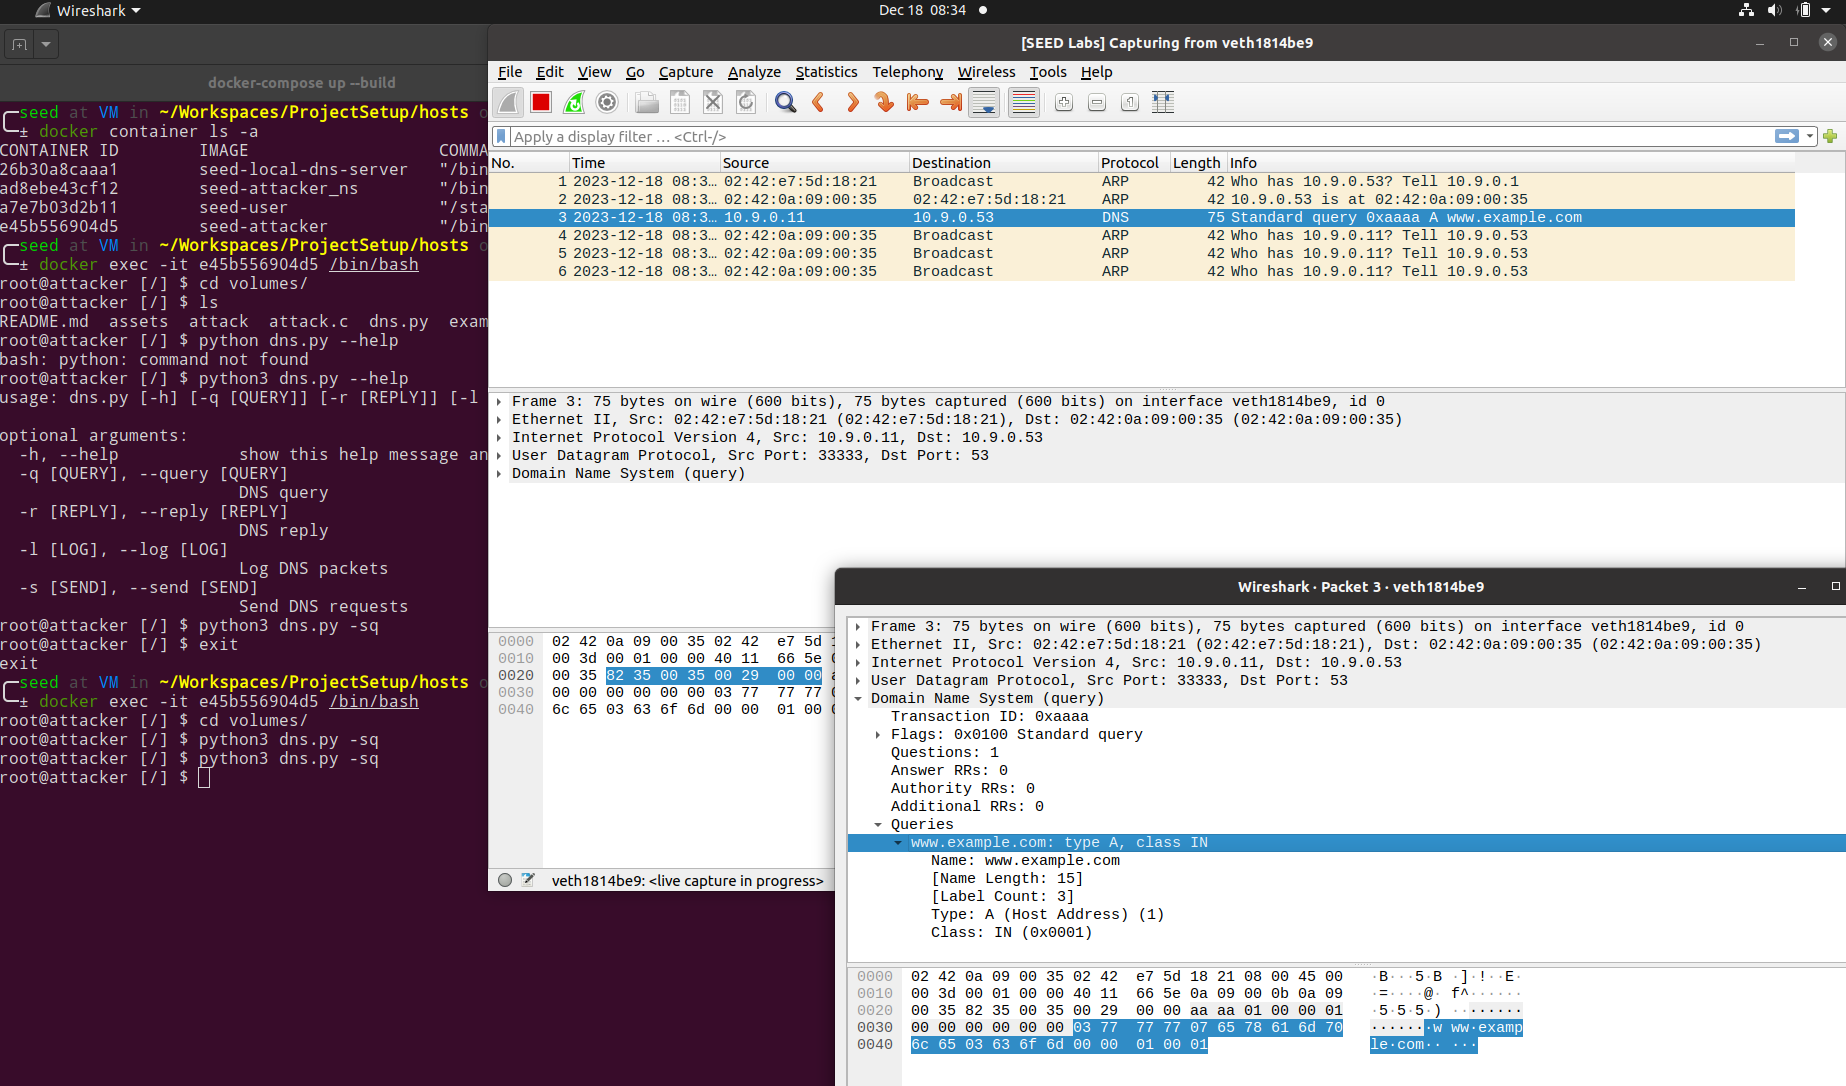 Wireshark
Dec 18  08:34
docker-compose up --build
seed at VM in ~/Workspaces/ProjectSetup/hosts o
± docker container ls -a
CONTAINER ID        IMAGE                   COMMA
26b30a8caaa1        seed-local-dns-server   "/bin
ad8ebe43cf12        seed-attacker_ns        "/bin
a7e7b03d2b11        seed-user               "/sta
e45b556904d5        seed-attacker           "/bin
seed at VM in ~/Workspaces/ProjectSetup/hosts o
± docker exec -it e45b556904d5 /bin/bash
root@attacker [/] $ cd volumes/
root@attacker [/] $ ls
README.md  assets  attack  attack.c  dns.py  exam
root@attacker [/] $ python dns.py --help
bash: python: command not found
root@attacker [/] $ python3 dns.py --help
usage: dns.py [-h] [-q [QUERY]] [-r [REPLY]] [-l
optional arguments:
-h, --help            show this help message an
-q [QUERY], --query [QUERY]
DNS query
-r [REPLY], --reply [REPLY]
DNS reply
-l [LOG], --log [LOG]
Log DNS packets
-s [SEND], --send [SEND]
Send DNS requests
root@attacker [/] $ python3 dns.py -sq
root@attacker [/] $ exit
exit
seed at VM in ~/Workspaces/ProjectSetup/hosts o
± docker exec -it e45b556904d5 /bin/bash
root@attacker [/] $ cd volumes/
root@attacker [/] $ python3 dns.py -sq
root@attacker [/] $ python3 dns.py -sq
root@attacker [/] $
[SEED Labs] Capturing from veth1814be9
File Edit View Go Capture Analyze Statistics Telephony Wireless Tools Help
Apply a display filter … <Ctrl-/>
No. Time Source Destination Protocol Length Info
1 2023-12-18 08:3… 02:42:e7:5d:18:21 Broadcast ARP 42 Who has 10.9.0.53? Tell 10.9.0.1
2 2023-12-18 08:3… 02:42:0a:09:00:35 02:42:e7:5d:18:21 ARP 42 10.9.0.53 is at 02:42:0a:09:00:35
3 2023-12-18 08:3… 10.9.0.11 10.9.0.53 DNS 75 Standard query 0xaaaa A www.example.com
4 2023-12-18 08:3… 02:42:0a:09:00:35 Broadcast ARP 42 Who has 10.9.0.11? Tell 10.9.0.53
5 2023-12-18 08:3… 02:42:0a:09:00:35 Broadcast ARP 42 Who has 10.9.0.11? Tell 10.9.0.53
6 2023-12-18 08:3… 02:42:0a:09:00:35 Broadcast ARP 42 Who has 10.9.0.11? Tell 10.9.0.53
Frame 3: 75 bytes on wire (600 bits), 75 bytes captured (600 bits) on interface veth1814be9, id 0
Ethernet II, Src: 02:42:e7:5d:18:21 (02:42:e7:5d:18:21), Dst: 02:42:0a:09:00:35 (02:42:0a:09:00:35)
Internet Protocol Version 4, Src: 10.9.0.11, Dst: 10.9.0.53
User Datagram Protocol, Src Port: 33333, Dst Port: 53
Domain Name System (query)
0000 02 42 0a 09 00 35 02 42 e7 5d 1
0010 00 3d 00 01 00 00 40 11 66 5e 0
0020 00 35 82 35 00 35 00 29 00 00 a
0030 00 00 00 00 00 00 03 77 77 77 0
0040 6c 65 03 63 6f 6d 00 00 01 00 0
veth1814be9: <live capture in progress>
Wireshark · Packet 3 · veth1814be9
Frame 3: 75 bytes on wire (600 bits), 75 bytes captured (600 bits) on interface veth1814be9, id 0
Ethernet II, Src: 02:42:e7:5d:18:21 (02:42:e7:5d:18:21), Dst: 02:42:0a:09:00:35 (02:42:0a:09:00:35)
Internet Protocol Version 4, Src: 10.9.0.11, Dst: 10.9.0.53
User Datagram Protocol, Src Port: 33333, Dst Port: 53
Domain Name System (query)
Transaction ID: 0xaaaa
Flags: 0x0100 Standard query
Questions: 1
Answer RRs: 0
Authority RRs: 0
Additional RRs: 0
Queries
www.example.com: type A, class IN
Name: www.example.com
[Name Length: 15]
[Label Count: 3]
Type: A (Host Address) (1)
Class: IN (0x0001)
0000 02 42 0a 09 00 35 02 42 e7 5d 18 21 08 00 45 00 ·B···5·B ·]·!··E·
0010 00 3d 00 01 00 00 40 11 66 5e 0a 09 00 0b 0a 09 ·=····@· f^······
0020 00 35 82 35 00 35 00 29 00 00 aa aa 01 00 00 01 ·5·5·5·) ········
0030 00 00 00 00 00 00 03 77 77 77 07 65 78 61 6d 70 ·······w ww·examp
0040 6c 65 03 63 6f 6d 00 00 01 00 01 le·com·· ···